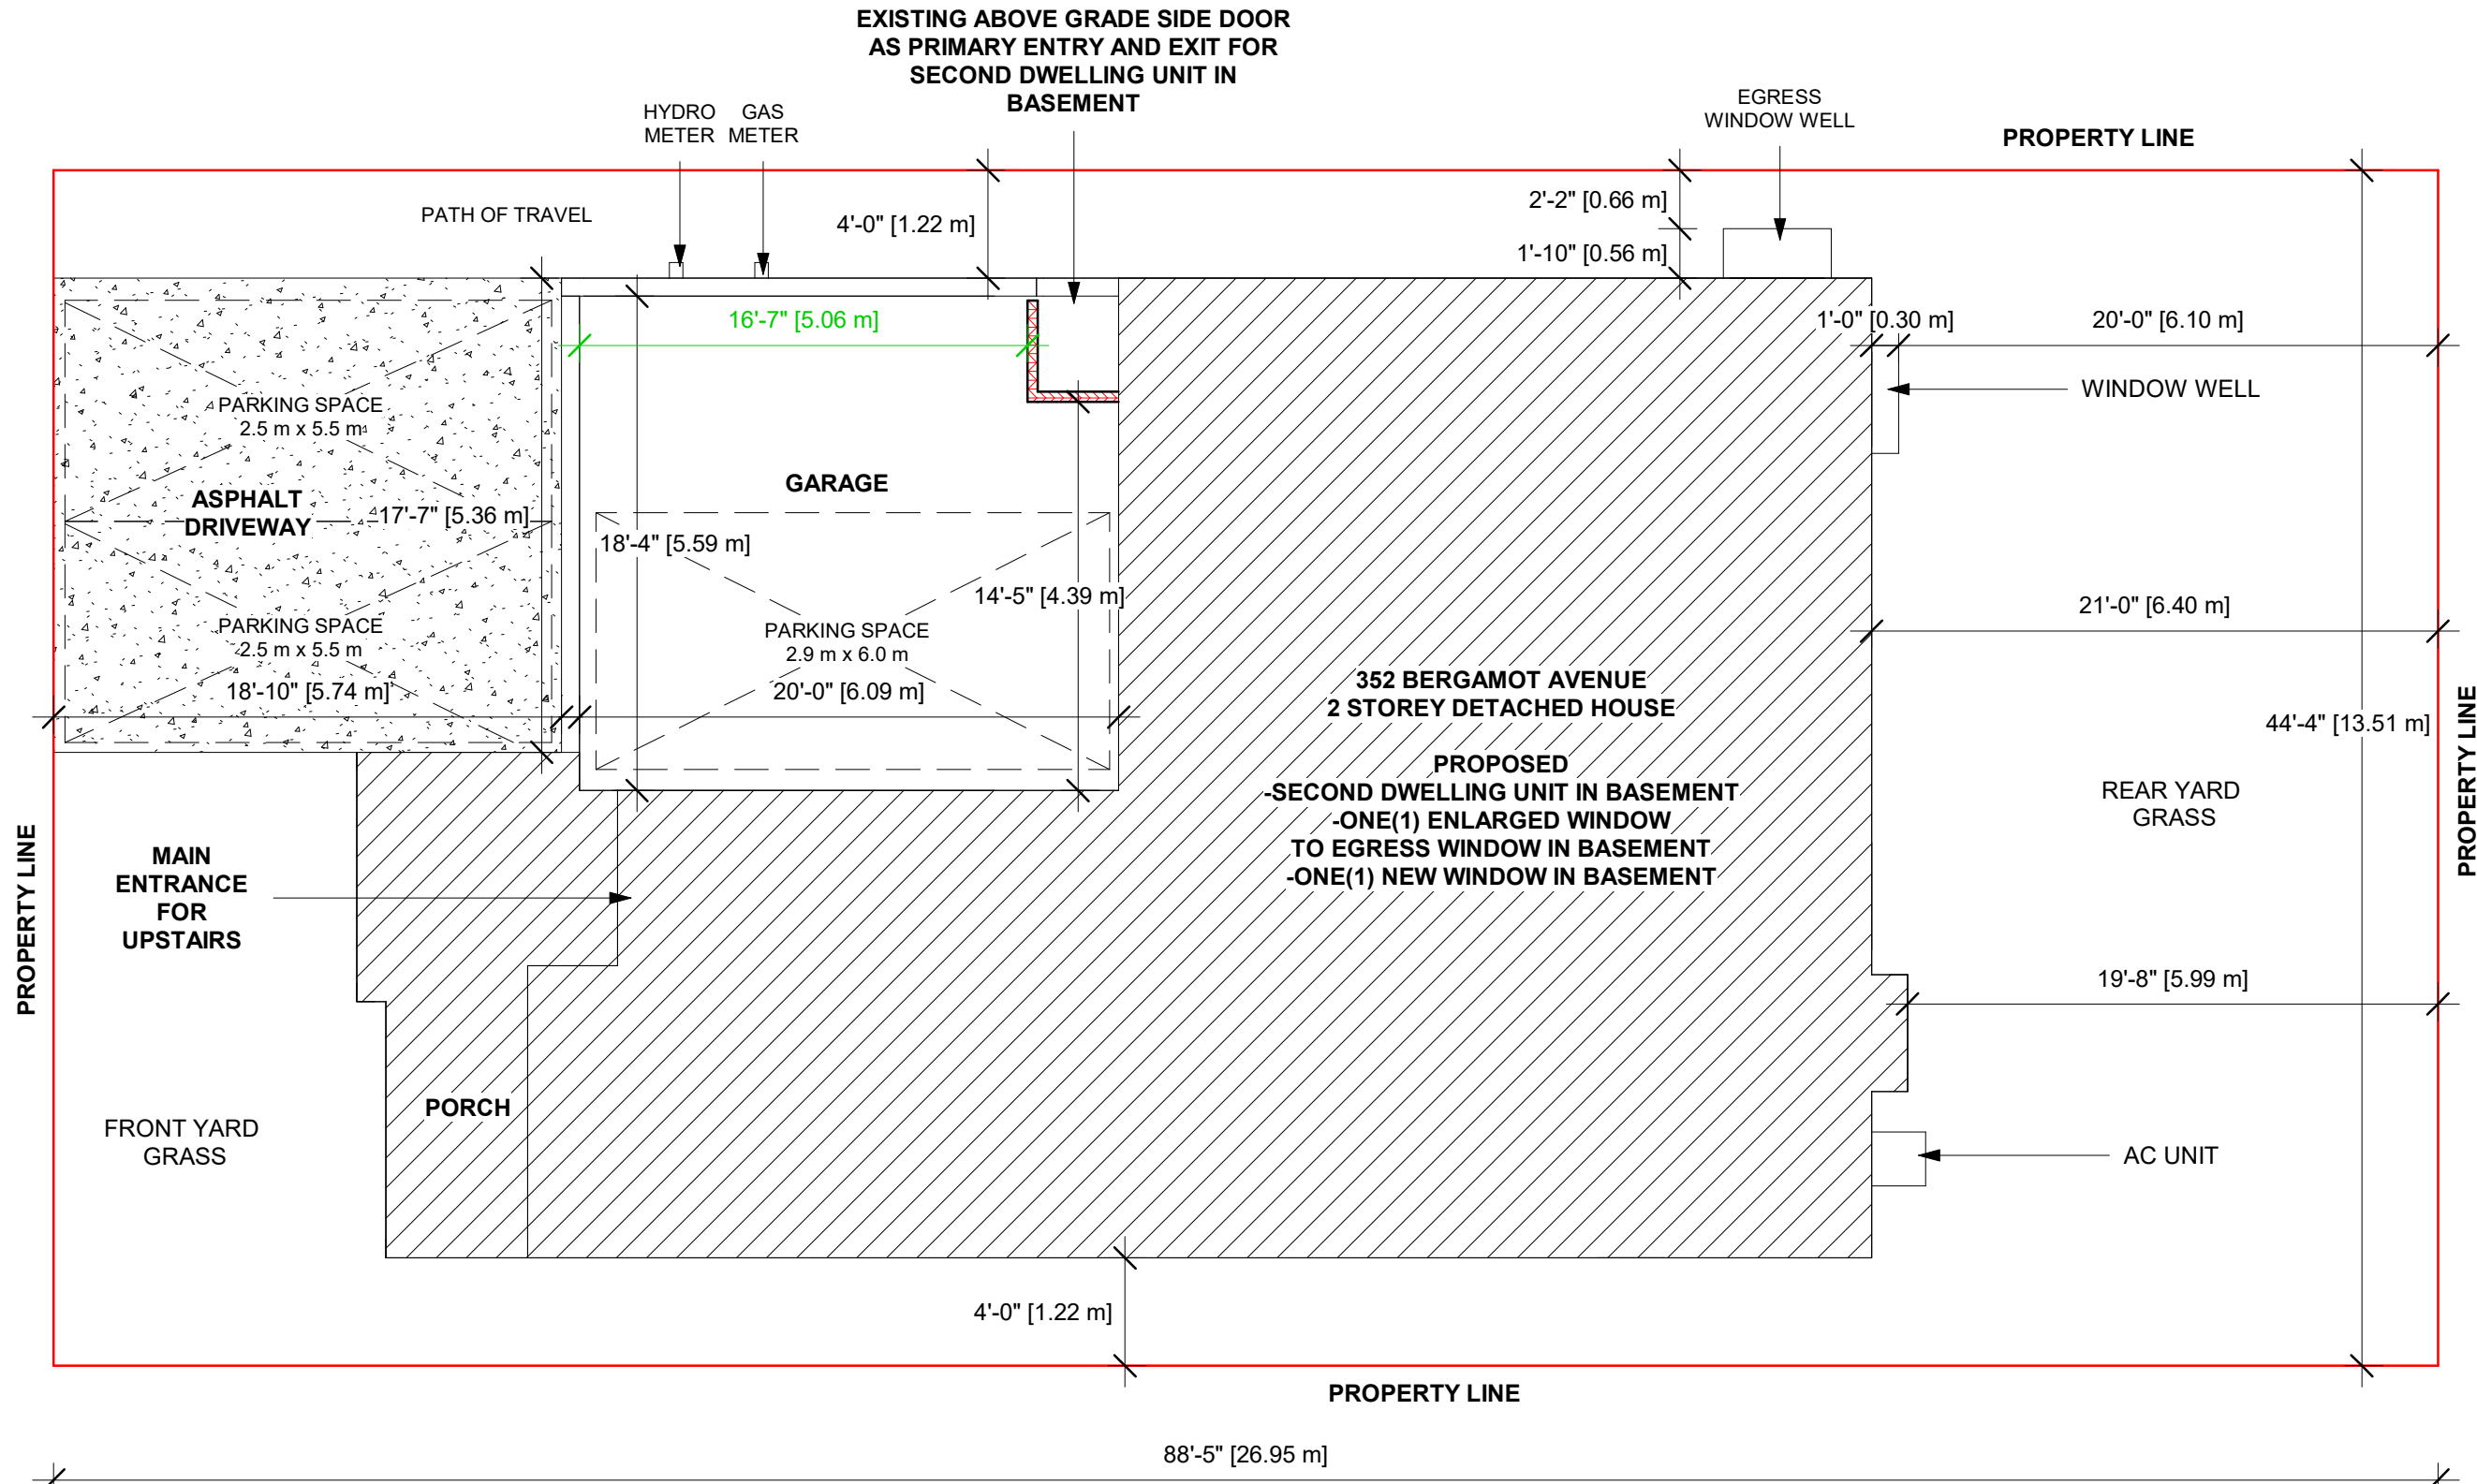 EXISTING ABOVE GRADE SIDE DOOR
AS PRIMARY ENTRY AND EXIT FOR
SECOND DWELLING UNIT IN
BASEMENT
HYDRO
METER
GAS
METER
EGRESS
WINDOW WELL
PROPERTY LINE
PATH OF TRAVEL
4'-0" [1.22 m]
2'-2" [0.66 m]
1'-10" [0.56 m]
16'-7" [5.06 m]
1'-0" [0.30 m]
20'-0" [6.10 m]
WINDOW WELL
PARKING SPACE
2.5 m x 5.5 m
ASPHALT
DRIVEWAY
17'-7" [5.36 m]
GARAGE
18'-4" [5.59 m]
14'-5" [4.39 m]
21'-0" [6.40 m]
PARKING SPACE
2.5 m x 5.5 m
18'-10" [5.74 m]
PARKING SPACE
2.9 m x 6.0 m
20'-0" [6.09 m]
352 BERGAMOT AVENUE
2 STOREY DETACHED HOUSE
PROPOSED
-SECOND DWELLING UNIT IN BASEMENT
-ONE(1) ENLARGED WINDOW
TO EGRESS WINDOW IN BASEMENT
-ONE(1) NEW WINDOW IN BASEMENT
44'-4" [13.51 m]
PROPERTY LINE
REAR YARD
GRASS
PROPERTY LINE
MAIN
ENTRANCE
FOR
UPSTAIRS
19'-8" [5.99 m]
PORCH
FRONT YARD
GRASS
AC UNIT
4'-0" [1.22 m]
PROPERTY LINE
88'-5" [26.95 m]